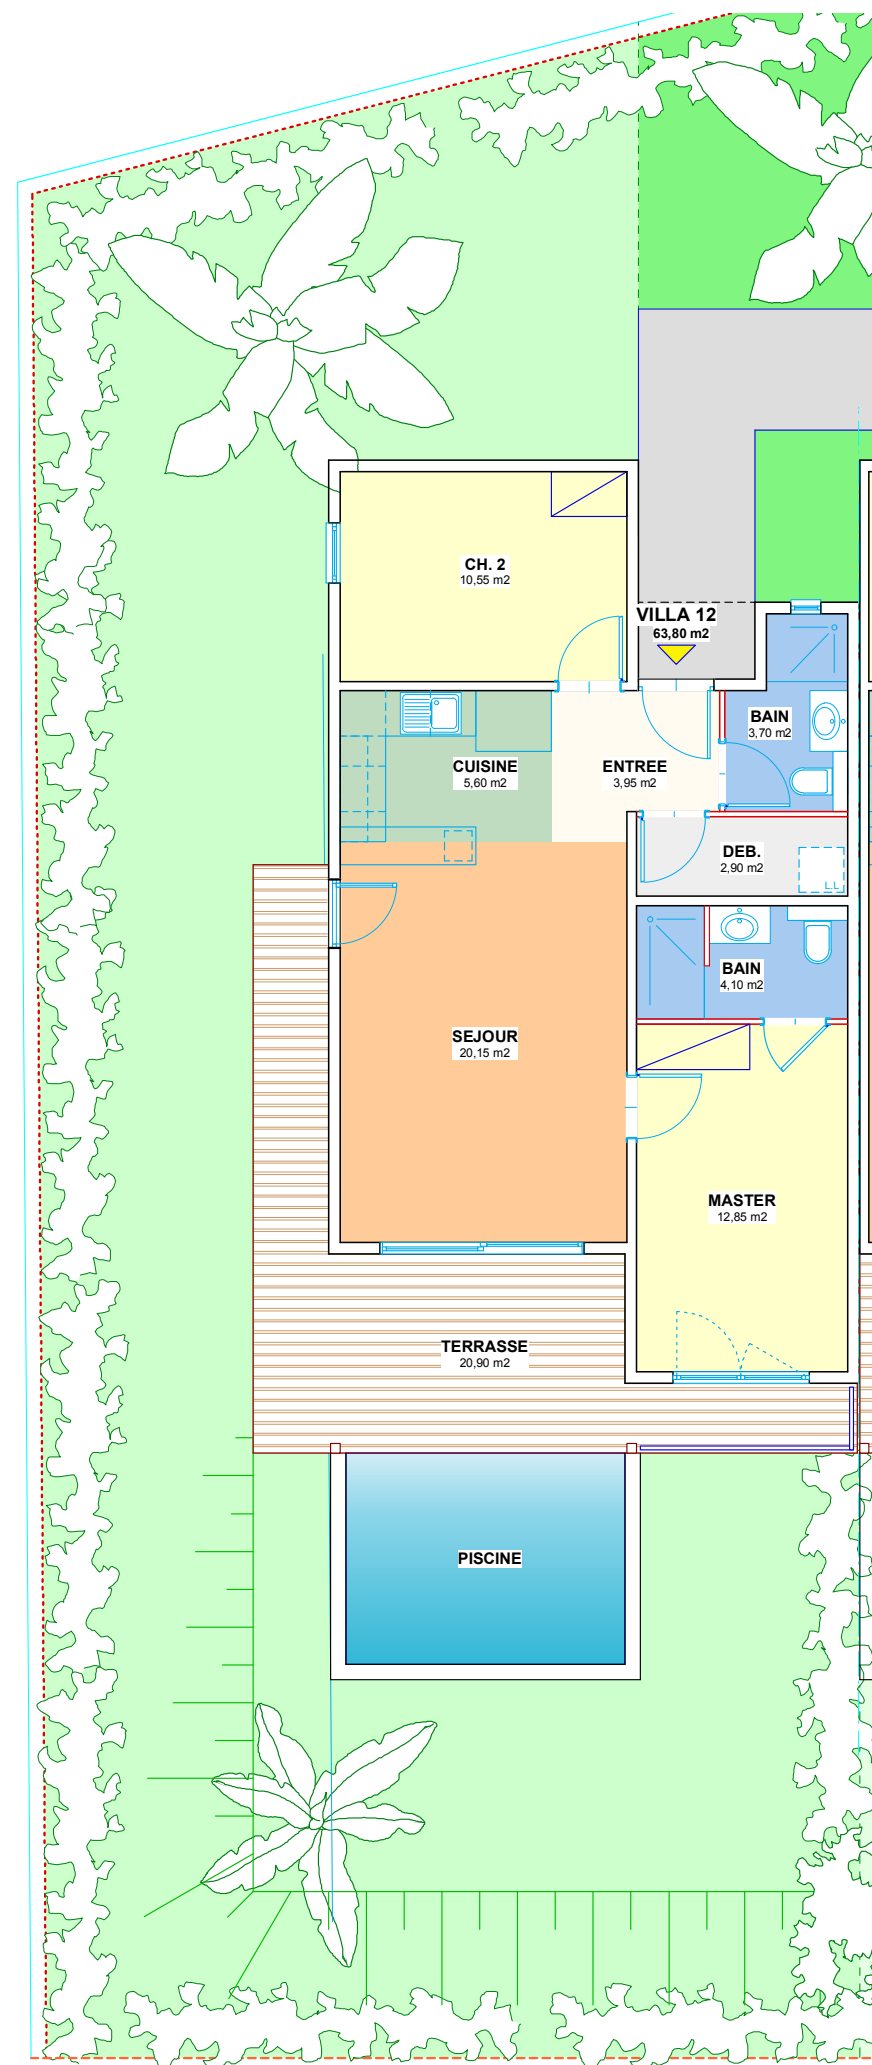 CH. 2
10,55 m2
VILLA 12
63,80 m2
BAIN
3,70 m2
CUISINE
5,60 m2
ENTREE
3,95 m2
DEB.
2,90 m2
LL
BAIN
4,10 m2
SEJOUR
20,15 m2
MASTER
12,85 m2
TERRASSE
20,90 m2
PISCINE